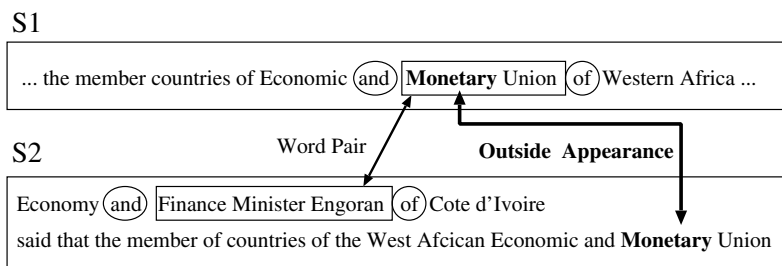 S1
... the member countries of Economic and Monetary Union of Western Africa ...
Word Pair
Outside Appearance
S2
Economy and Finance Minister Engoran of Cote d'Ivoire
said that the member of countries of the West Afcican Economic and Monetary Union